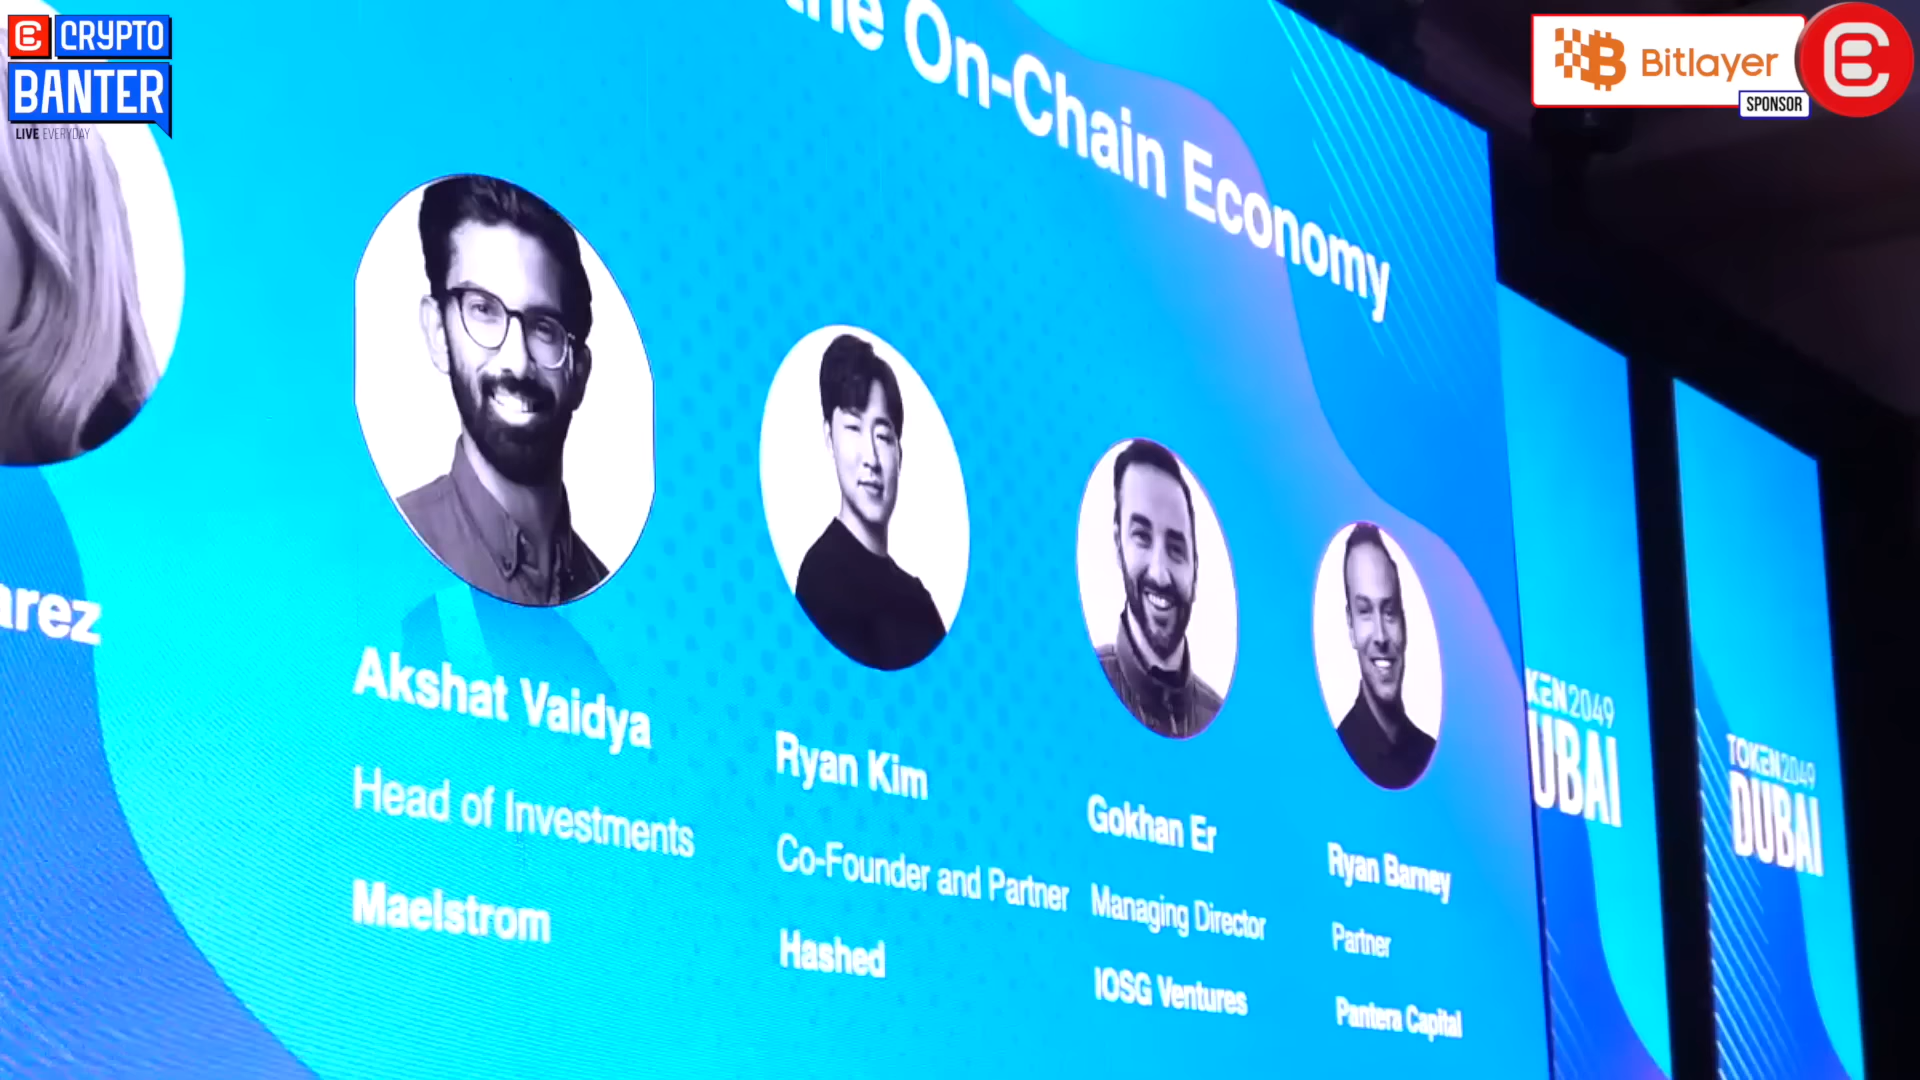 CRYPTO
BANTER
LIVE EVERYDAY
Bitlayer
SPONSOR
the On-Chain Economy
arez
Akshat Vaidya
Head of Investments
Maelstrom
Ryan Kim
Co-Founder and Partner
Hashed
Gokhan Er
Managing Director
IOSG Ventures
Ryan Barney
Partner
Pantera Capital
KEN2049
UBAI
TOKEN2049
DUBAI